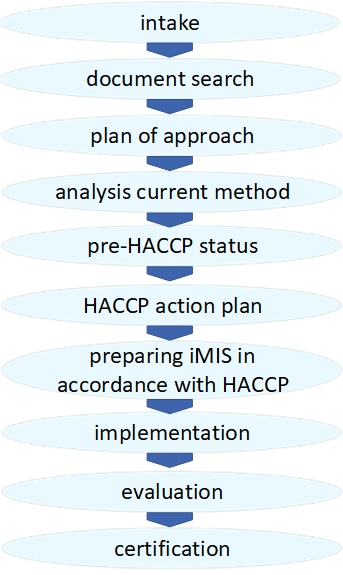 intake
document search
plan of approach
analysis current method
pre-HACCP status
HACCP action plan
preparing iMIS in
accordance with HACCP
implementation
evaluation
certification